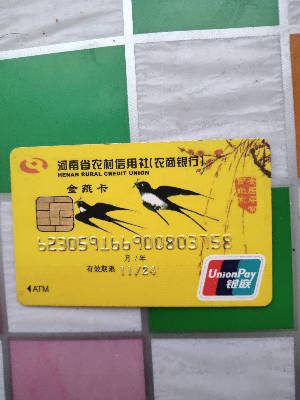 河南省农村信用社(农商银行)
HENAN RURAL CREDIT UNION
金燕卡
月/年
有效期限 11/24
ATM
UnionPay
银联